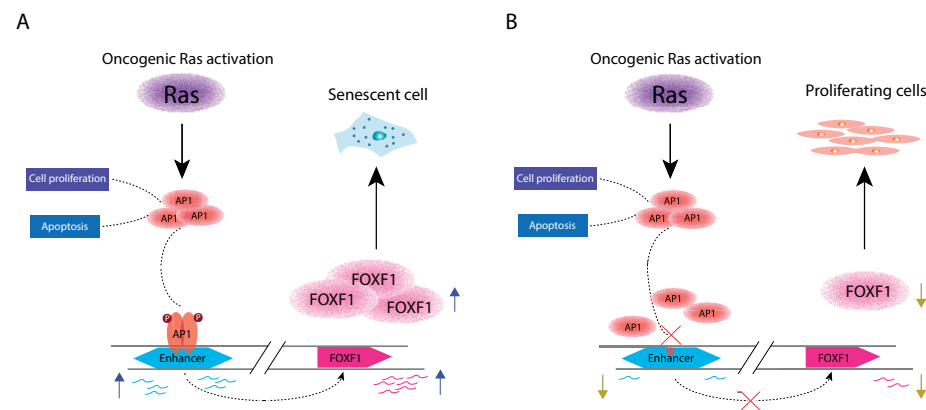 A
Oncogenic Ras activation
Ras
Senescent cell
Cell proliferation
Apoptosis
AP1
AP1
AP1
FOXF1
FOXF1
FOXF1
P
P
AP1
Enhancer
FOXF1
B
Oncogenic Ras activation
Ras
Proliferating cells
Cell proliferation
Apoptosis
AP1
AP1
AP1
FOXF1
AP1
AP1
AP1
Enhancer
FOXF1